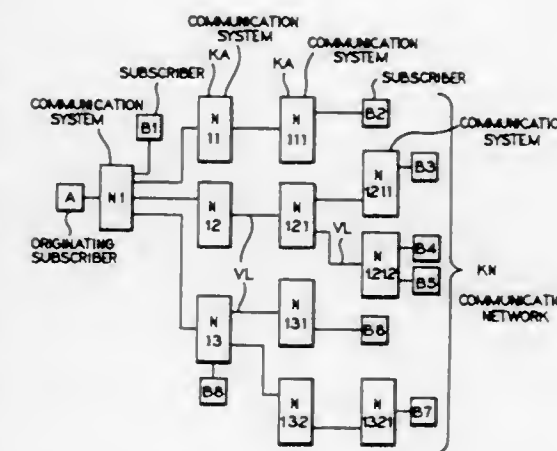 COMMUNICATION
SYSTEM
COMMUNICATION
SYSTEM
KA
KA
SUBSCRIBER
SUBSCRIBER
COMMUNICATION
SYSTEM
COMMUNICATION
SYSTEM
B1
N
11
N
111
B2
A
N1
N
1211
B3
N
12
N
121
ORIGINATING
SUBSCRIBER
VL
VL
N
1212
B4
B5
KN
COMMUNICATION
NETWORK
N
13
N
131
B6
B8
N
132
N
1321
B7